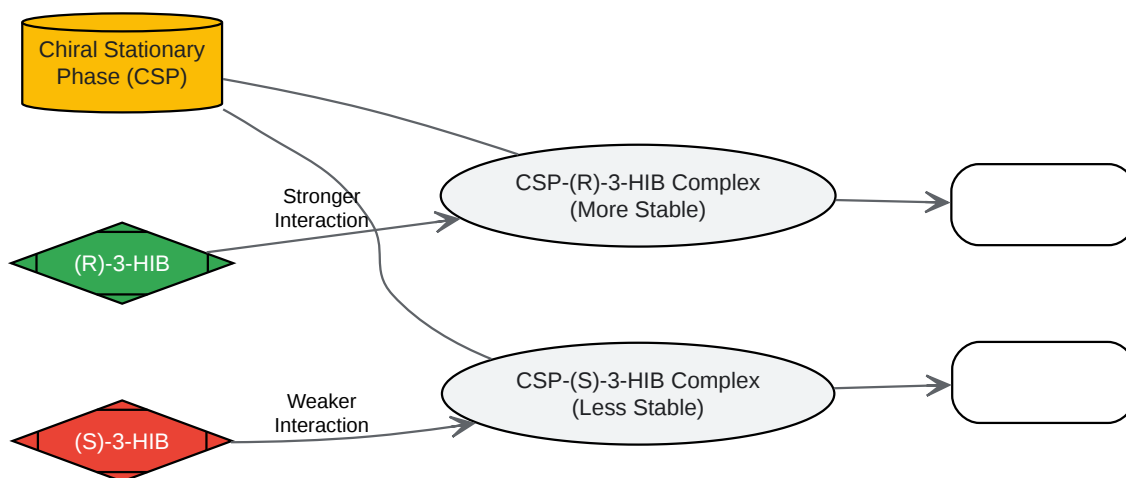 Chiral Stationary
Phase (CSP)
Stronger
Interaction
CSP-(R)-3-HIB Complex
(More Stable)
(R)-3-HIB
Weaker
Interaction
CSP-(S)-3-HIB Complex
(Less Stable)
(S)-3-HIB